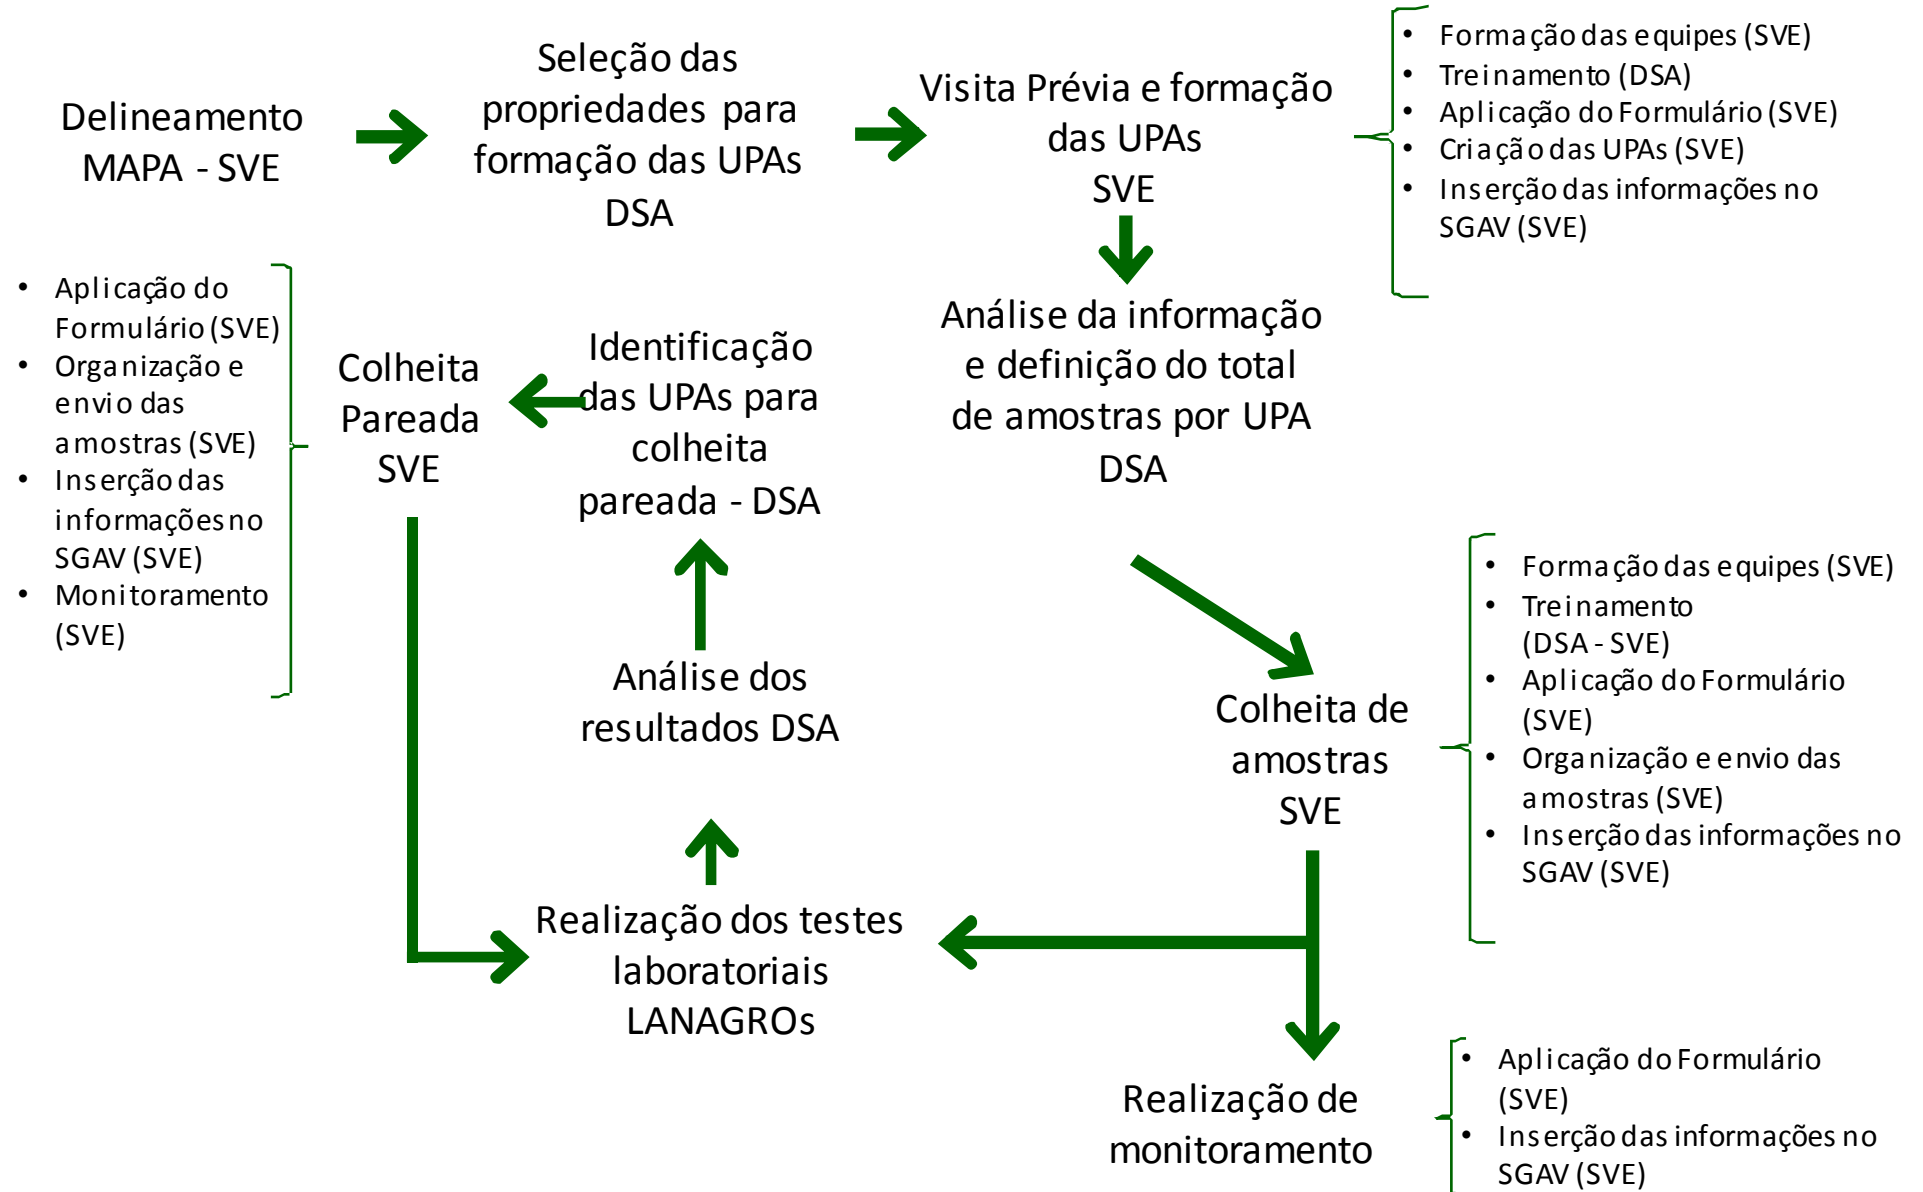 Delineamento
MAPA - SVE
Seleção das
propriedades para
formação das UPAs
DSA
Visita Prévia e formação
das UPAs
SVE
• Formação das equipes (SVE)
• Treinamento (DSA)
• Aplicação do Formulário (SVE)
• Criação das UPAs (SVE)
• Inserção das informações no
SGAV (SVE)
Análise da informação
e definição do total
de amostras por UPA
DSA
Colheita de
amostras
SVE
• Formação das equipes (SVE)
• Treinamento
(DSA - SVE)
• Aplicação do Formulário
(SVE)
• Organização e envio das
amostras (SVE)
• Inserção das informações no
SGAV (SVE)
Realização de
monitoramento
• Aplicação do Formulário
(SVE)
• Inserção das informações no
SGAV (SVE)
Realização dos testes
laboratoriais
LANAGROs
Análise dos
resultados DSA
Identificação
das UPAs para
colheita
pareada - DSA
Colheita
Pareada
SVE
• Aplicação do
Formulário (SVE)
• Organização e
envio das
amostras (SVE)
• Inserção das
informações no
SGAV (SVE)
• Monitoramento
(SVE)